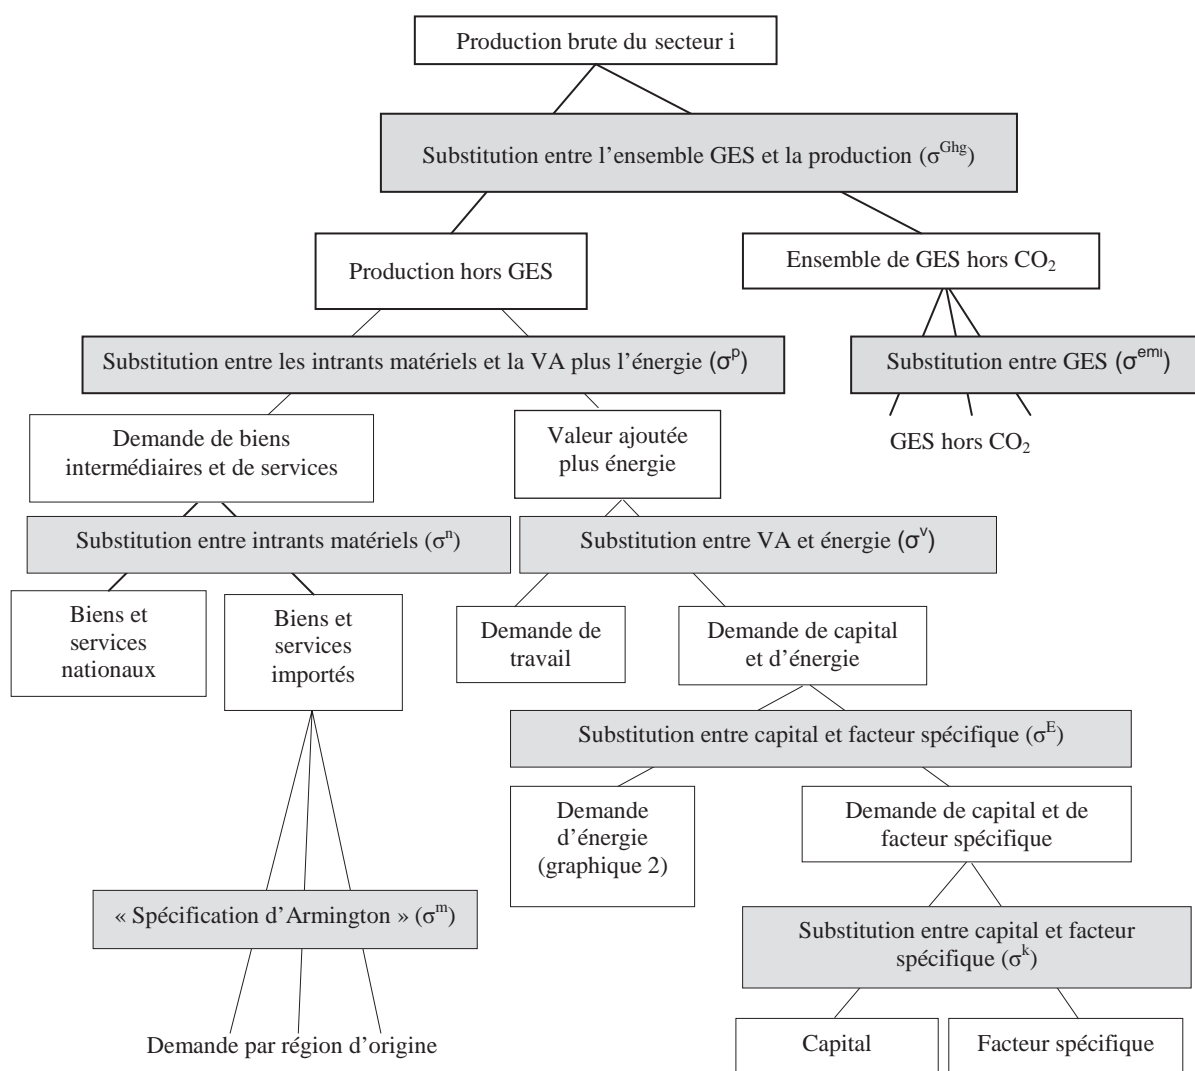 Production brute du secteur i
Substitution entre l’ensemble GES et la production (σ^Ghg)
Production hors GES
Ensemble de GES hors CO₂
Substitution entre les intrants matériels et la VA plus l’énergie (σ^p)
Substitution entre GES (σ^emi)
Demande de biens
intermédiaires et de services
Valeur ajoutée
plus énergie
GES hors CO₂
Substitution entre intrants matériels (σ^n)
Substitution entre VA et énergie (σ^v)
Biens et
services
nationaux
Biens et
services
importés
Demande de
travail
Demande de capital
et d’énergie
Substitution entre capital et facteur spécifique (σ^E)
Demande
d’énergie
(graphique 2)
Demande de capital et de
facteur spécifique
« Spécification d’Armington » (σ^m)
Substitution entre capital et facteur
spécifique (σ^k)
Demande par région d’origine
Capital
Facteur spécifique